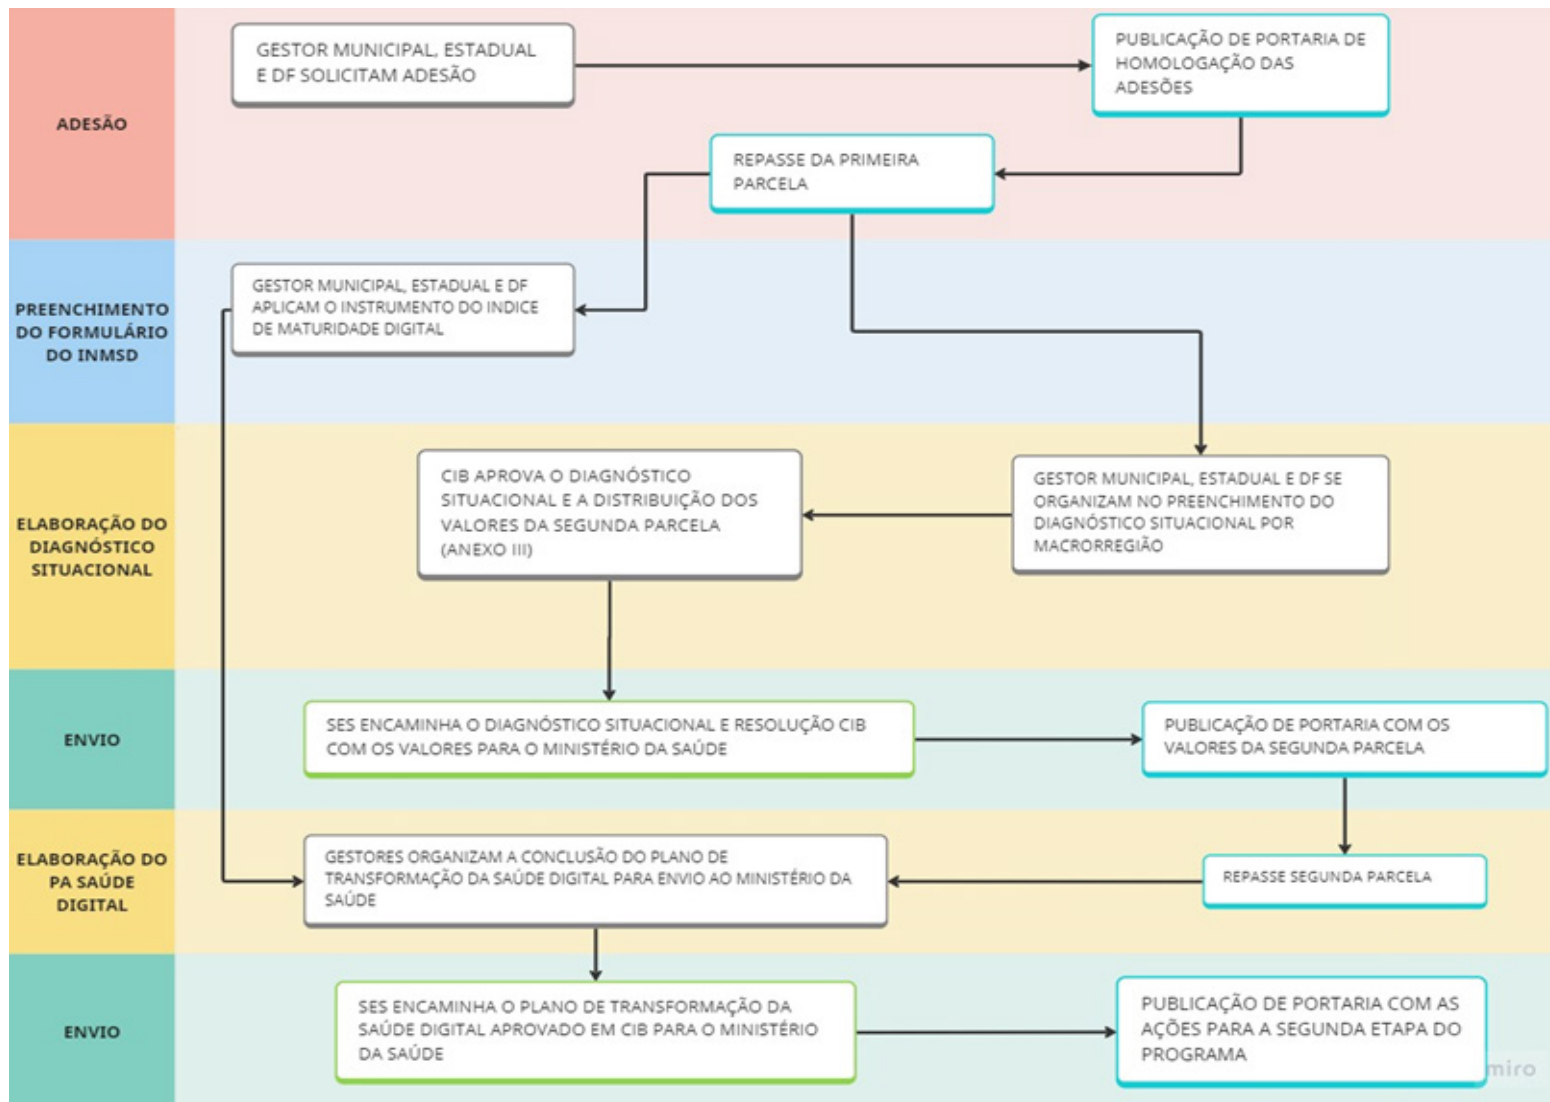 ADESÃO
GESTOR MUNICIPAL, ESTADUAL
E DF SOLICITAM ADESÃO
PUBLICAÇÃO DE PORTARIA DE
HOMOLOGAÇÃO DAS
ADESÕES
REPASSE DA PRIMEIRA
PARCELA
PREENCHIMENTO
DO FORMULÁRIO
DO INMSD
GESTOR MUNICIPAL, ESTADUAL E DF
APLICAM O INSTRUMENTO DO INDICE
DE MATURIDADE DIGITAL
ELABORAÇÃO DO
DIAGNÓSTICO
SITUACIONAL
CIB APROVA O DIAGNÓSTICO
SITUACIONAL E A DISTRIBUIÇÃO DOS
VALORES DA SEGUNDA PARCELA
(ANEXO III)
GESTOR MUNICIPAL, ESTADUAL E DF SE
ORGANIZAM NO PREENCHIMENTO DO
DIAGNÓSTICO SITUACIONAL POR
MACRORREGIÃO
ENVIO
SES ENCAMINHA O DIAGNÓSTICO SITUACIONAL E RESOLUÇÃO CIB
COM OS VALORES PARA O MINISTÉRIO DA SAÚDE
PUBLICAÇÃO DE PORTARIA COM OS
VALORES DA SEGUNDA PARCELA
ELABORAÇÃO DO
PA SAÚDE
DIGITAL
GESTORES ORGANIZAM A CONCLUSÃO DO PLANO DE
TRANSFORMAÇÃO DA SAÚDE DIGITAL PARA ENVIO AO MINISTÉRIO DA
SAÚDE
REPASSE SEGUNDA PARCELA
ENVIO
SES ENCAMINHA O PLANO DE TRANSFORMAÇÃO DA
SAÚDE DIGITAL APROVADO EM CIB PARA O MINISTÉRIO
DA SAÚDE
PUBLICAÇÃO DE PORTARIA COM AS
AÇÕES PARA A SEGUNDA ETAPA DO
PROGRAMA
miro